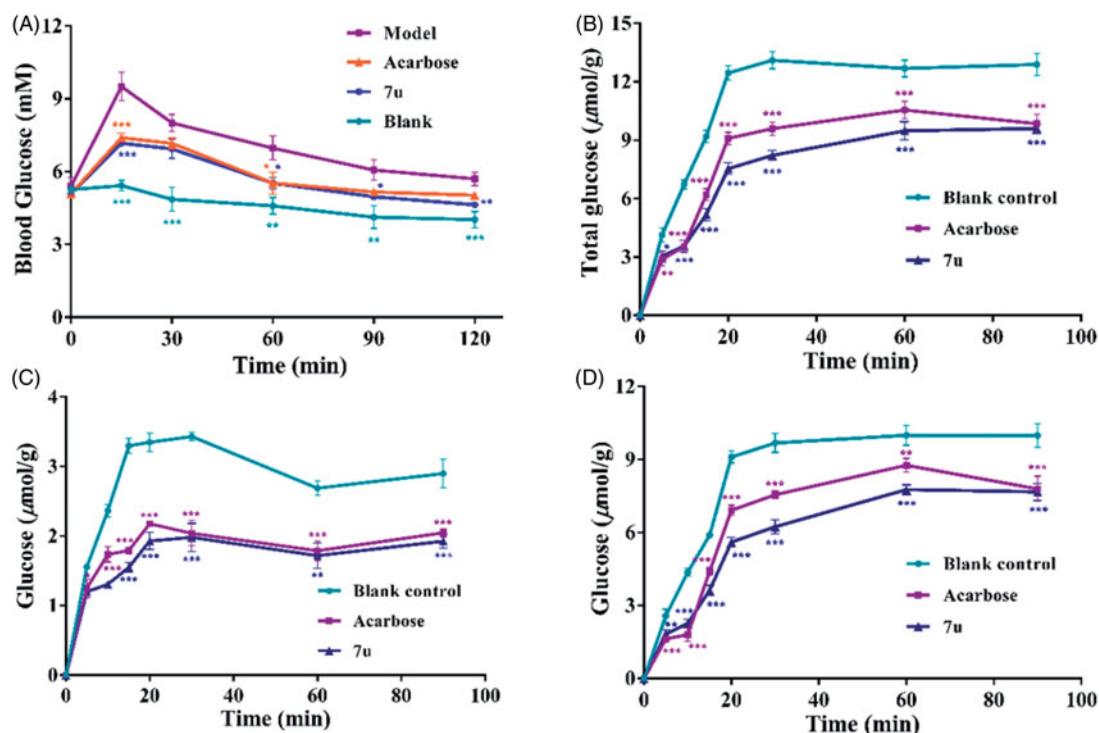 (A)
12
9
6
3
0
Blood Glucose (mM)
Model
Acarbose
7u
Blank
***
***
***
***
* *
**
*
**
**
***
0 30 60 90 120
Time (min)
(B)
15
12
9
6
3
0
Total glucose (μmol/g)
***
***
***
***
***
***
***
***
***
***
***
***
*
**
Blank control
Acarbose
7u
0 20 40 60 80 100
Time (min)
(C)
4
3
2
1
0
Glucose (μmol/g)
***
***
***
***
***
***
***
***
***
***
**
***
Blank control
Acarbose
7u
0 20 40 60 80 100
Time (min)
(D)
12
9
6
3
0
Glucose (μmol/g)
**
***
***
***
***
***
***
***
***
***
***
**
***
***
Blank control
Acarbose
7u
0 20 40 60 80 100
Time (min)